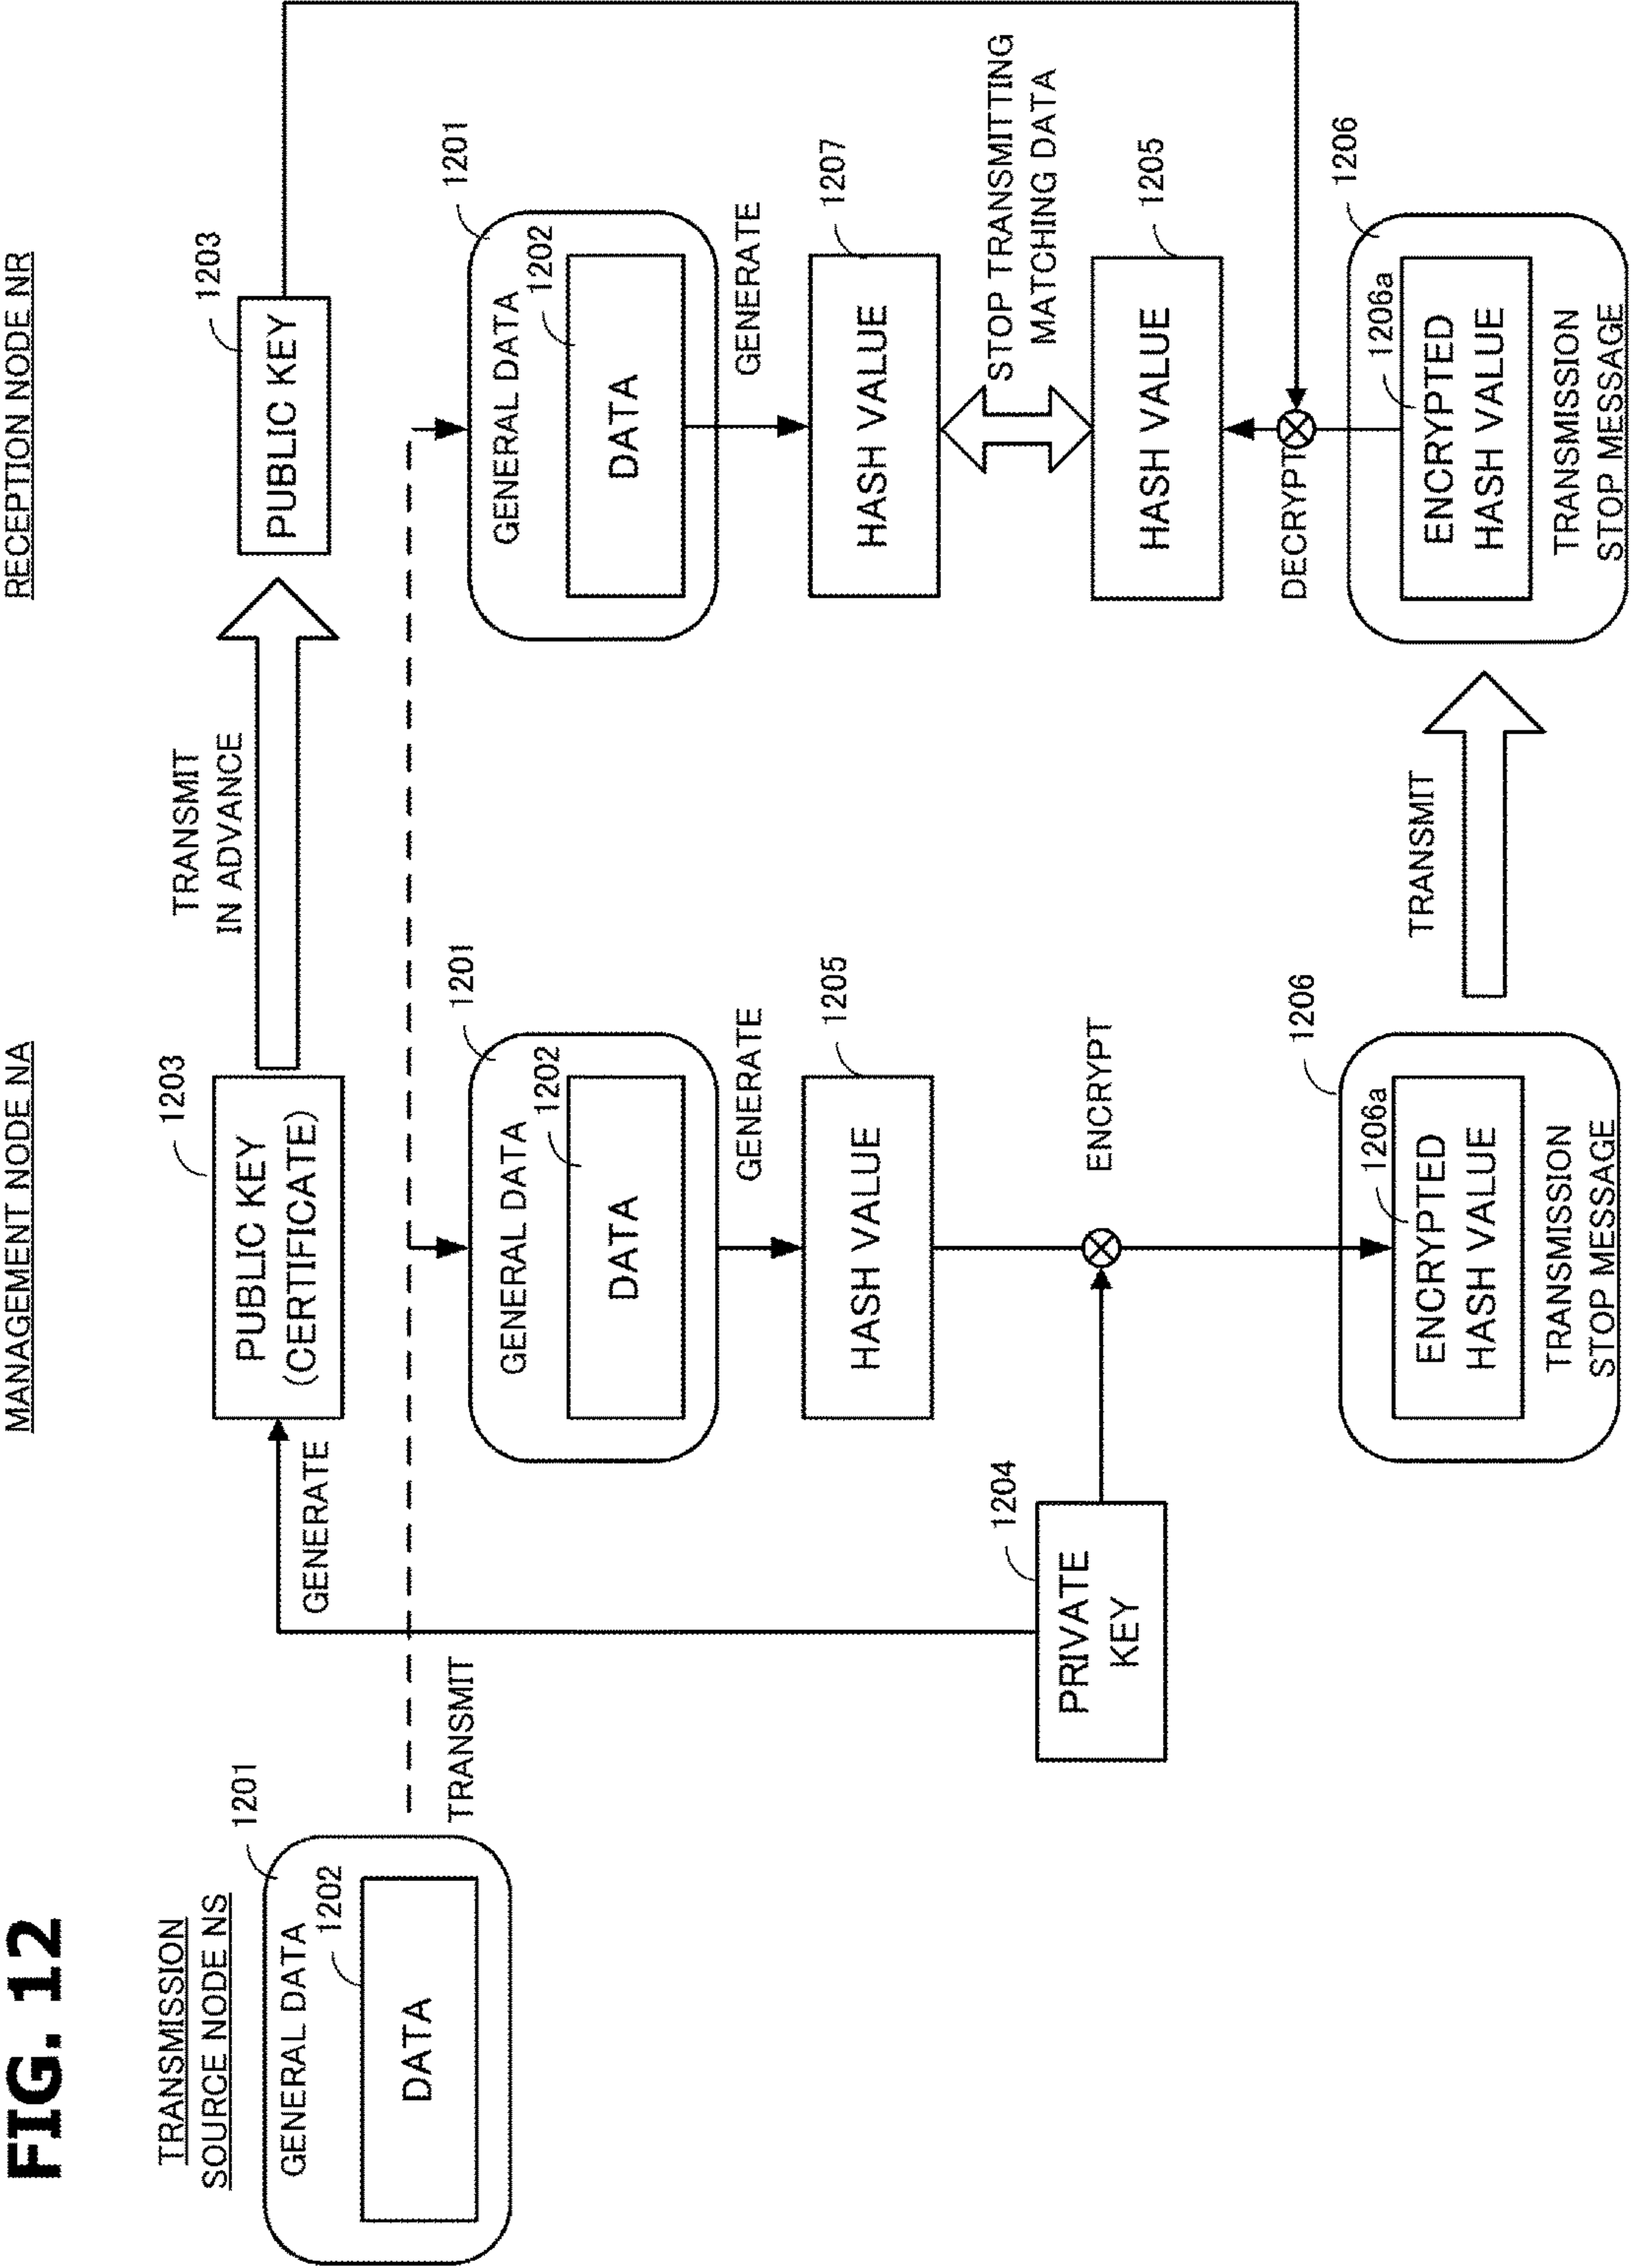 FIG. 12
TRANSMISSION
SOURCE NODE NS
1201
GENERAL DATA
1202
DATA
TRANSMIT
MANAGEMENT NODE NA
GENERATE
1203
PUBLIC KEY
(CERTIFICATE)
TRANSMIT
IN ADVANCE
1201
GENERAL DATA
1202
DATA
GENERATE
1205
HASH VALUE
1204
PRIVATE
KEY
ENCRYPT
1206
1206a
ENCRYPTED
HASH VALUE
TRANSMISSION
STOP MESSAGE
TRANSMIT
RECEPTION NODE NR
1203
PUBLIC KEY
1201
GENERAL DATA
1202
DATA
GENERATE
1207
HASH VALUE
STOP TRANSMITTING
MATCHING DATA
1205
HASH VALUE
DECRYPT
1206
1206a
ENCRYPTED
HASH VALUE
TRANSMISSION
STOP MESSAGE